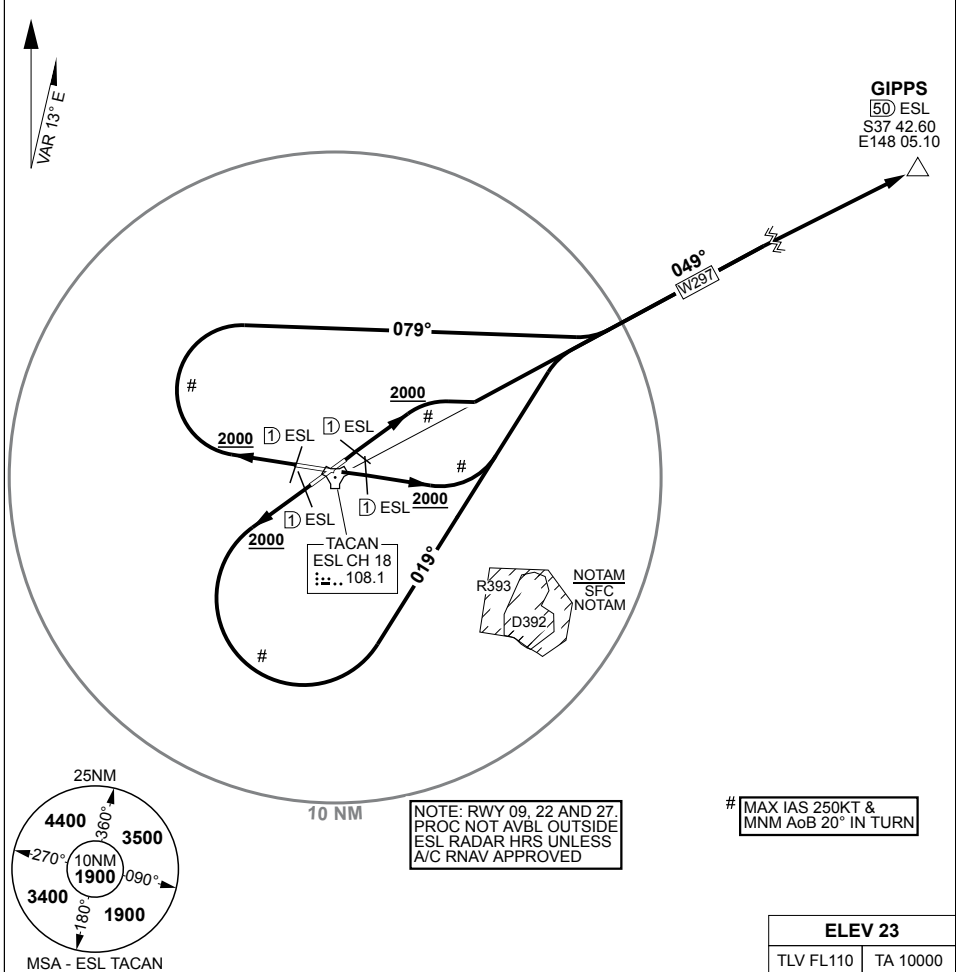 VAR 13° E
GIPPS
50 ESL
S37 42.60
E148 05.10
049°
W297
079°
#
2000
#
2000
1 ESL
1 ESL
#
1 ESL
2000
1 ESL
2000
TACAN
ESL CH 18
108.1
019°
R393
D392
NOTAM
SFC
NOTAM
#
10 NM
25NM
4400
360°
3500
270°
10NM
1900
090°
3400
180°
1900
MSA - ESL TACAN
NOTE: RWY 09, 22 AND 27.
PROC NOT AVBL OUTSIDE
ESL RADAR HRS UNLESS
A/C RNAV APPROVED
# MAX IAS 250KT &
MNM AoB 20° IN TURN
ELEV 23
TLV FL110 TA 10000